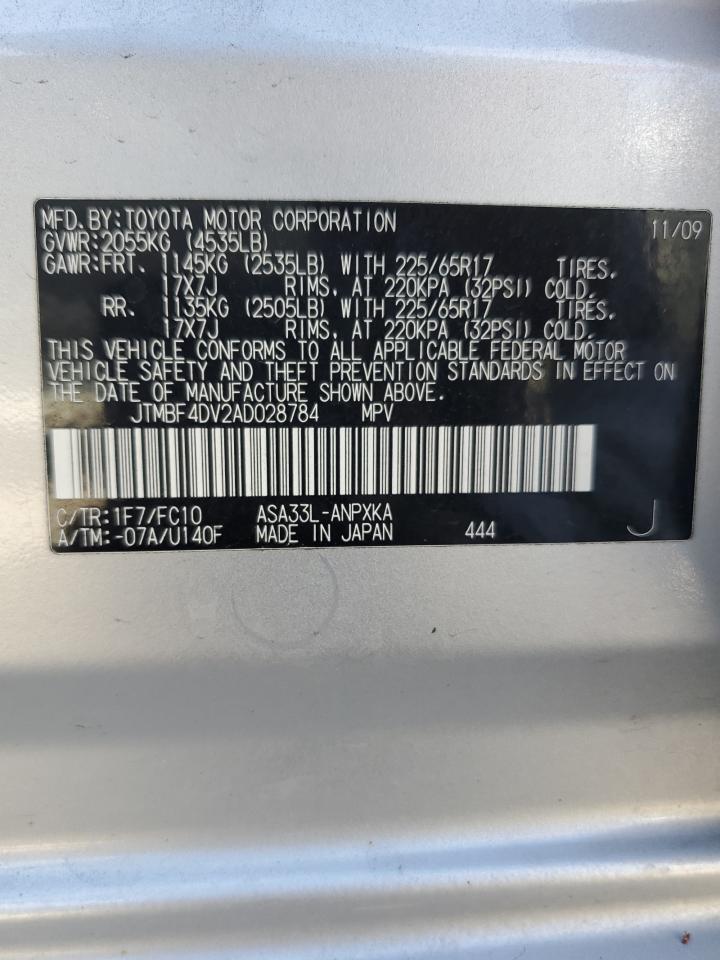 MFD. BY: TOYOTA MOTOR CORPORATION 11/09
GVWR: 2055KG (4535LB)
GAWR: FRT. 1145KG (2535LB) WITH 225/65R17 TIRES,
17X7J RIMS, AT 220KPA (32PSI) COLD.
RR. 1135KG (2505LB) WITH 225/65R17 TIRES,
17X7J RIMS, AT 220KPA (32PSI) COLD.
THIS VEHICLE CONFORMS TO ALL APPLICABLE FEDERAL MOTOR
VEHICLE SAFETY AND THEFT PREVENTION STANDARDS IN EFFECT ON
THE DATE OF MANUFACTURE SHOWN ABOVE.
JTMBF4DV2AD028784 MPV
C/TR: 1F7/FC10 ASA33L-ANPXKA
A/TM: -07A/U140F MADE IN JAPAN 444 J